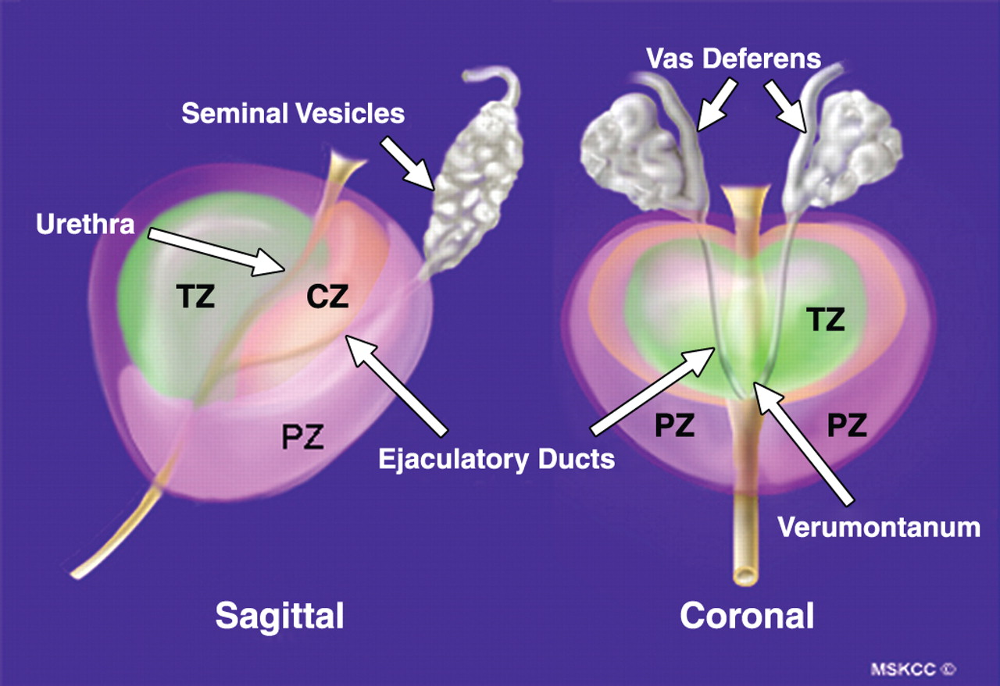 Vas Deferens
Seminal Vesicles
Urethra
TZ
CZ
TZ
PZ
PZ
PZ
Ejaculatory Ducts
Verumontanum
Sagittal
Coronal
MSKCC ©